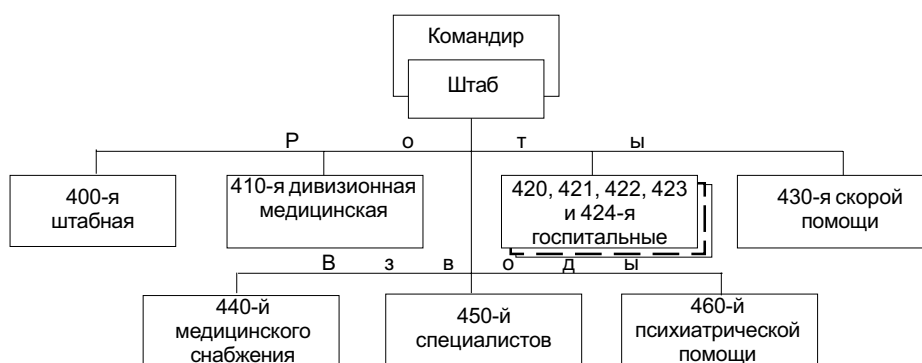 Командир
Штаб
Р о т ы
400-я
штабная
410-я дивизионная
медицинская
420, 421, 422, 423
и 424-я
госпитальные
430-я скорой
помощи
В з в о д ы
440-й
медицинского
снабжения
450-й
специалистов
460-й
психиатрической
помощи